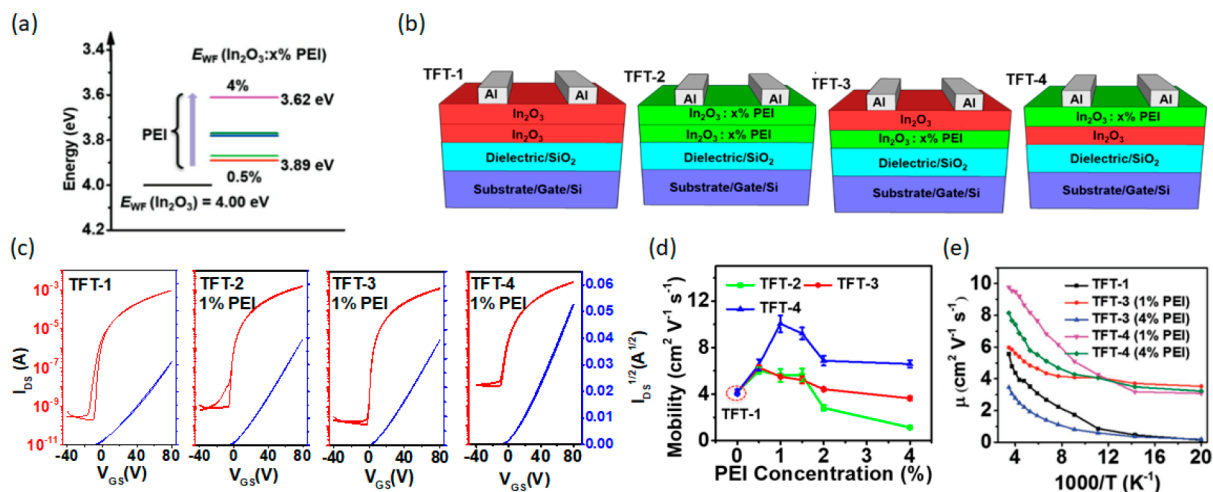 (a)
3.4
3.6
3.8
4.0
4.2
Energy (eV)
E_WF (In₂O₃:x% PEI)
4%
3.62 eV
PEI
3.89 eV
0.5%
E_WF (In₂O₃) = 4.00 eV
(b)
TFT-1
Al
Al
In₂O₃
In₂O₃
Dielectric/SiO₂
Substrate/Gate/Si
TFT-2
Al
Al
In₂O₃ : x% PEI
In₂O₃ : x% PEI
Dielectric/SiO₂
Substrate/Gate/Si
TFT-3
Al
Al
In₂O₃
In₂O₃ : x% PEI
Dielectric/SiO₂
Substrate/Gate/Si
TFT-4
Al
Al
In₂O₃ : x% PEI
In₂O₃
Dielectric/SiO₂
Substrate/Gate/Si
(c)
I_DS (A)
10⁻³
10⁻⁵
10⁻⁷
10⁻⁹
10⁻¹¹
TFT-1
-40 0 40 80
V_GS(V)
TFT-2
1% PEI
-40 0 40 80
V_GS(V)
TFT-3
1% PEI
-40 0 40 80
V_GS(V)
TFT-4
1% PEI
-40 0 40 80
V_GS(V)
0.06
0.05
0.04
0.03
0.02
0.01
0.00
I_DS^1/2(A^1/2)
(d)
Mobility (cm² V⁻¹ s⁻¹)
12
8
4
0
TFT-2
TFT-3
TFT-4
TFT-1
0 1 2 3 4
PEI Concentration (%)
(e)
μ (cm² V⁻¹ s⁻¹)
10
8
6
4
2
0
TFT-1
TFT-3 (1% PEI)
TFT-3 (4% PEI)
TFT-4 (1% PEI)
TFT-4 (4% PEI)
4 8 12 16 20
1000/T (K⁻¹)